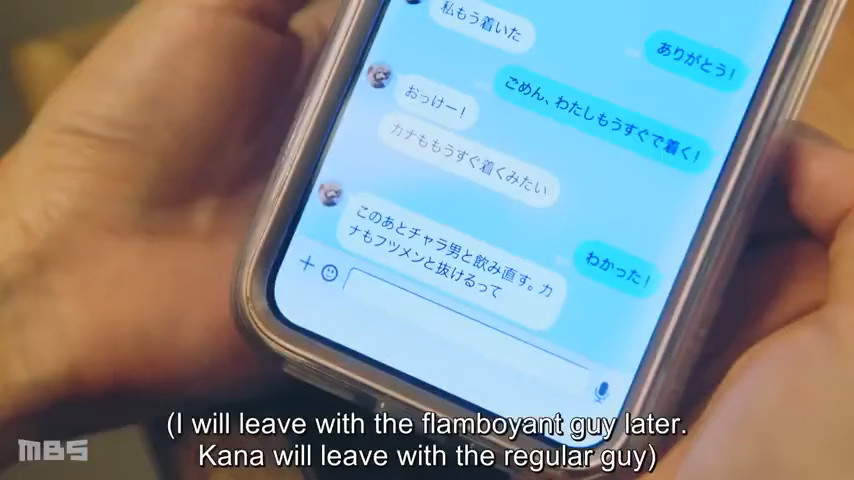 私もう着いた
ありがとう！
ごめん、わたしもうすぐで着く！
おっけー！
カナももうすぐ着くみたい
わかった！
このあとチャラ男と飲み直す。カ
ナもフツメンと抜けるって
(I will leave with the flamboyant guy later.
Kana will leave with the regular guy)
MBS